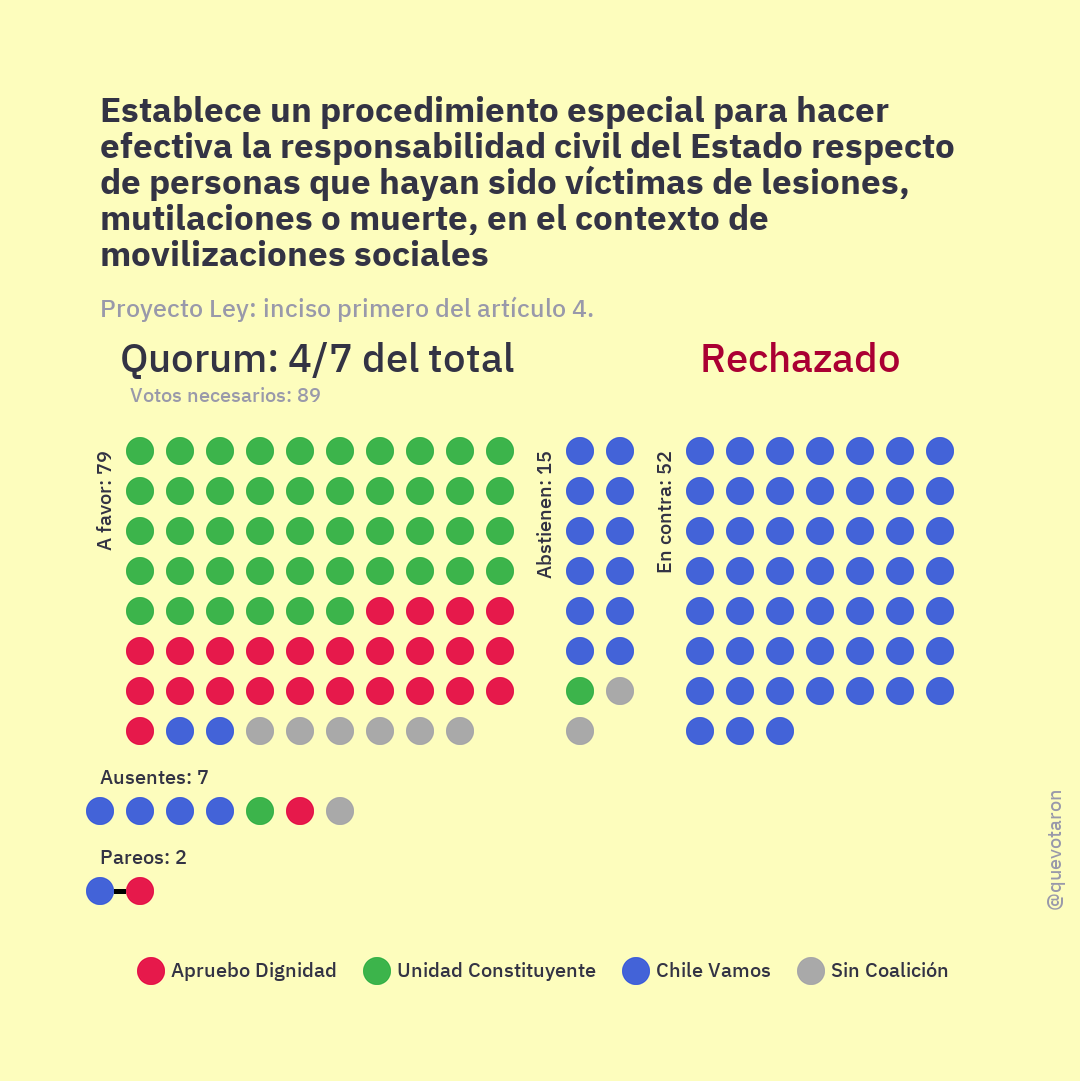 Establece un procedimiento especial para hacer
efectiva la responsabilidad civil del Estado respecto
de personas que hayan sido víctimas de lesiones,
mutilaciones o muerte, en el contexto de
movilizaciones sociales
Proyecto Ley: inciso primero del artículo 4.
Quorum: 4/7 del total
Rechazado
Votos necesarios: 89
A favor: 79
Abstienen: 15
En contra: 52
Ausentes: 7
Pareos: 2
@quevotaron
Apruebo Dignidad
Unidad Constituyente
Chile Vamos
Sin Coalición